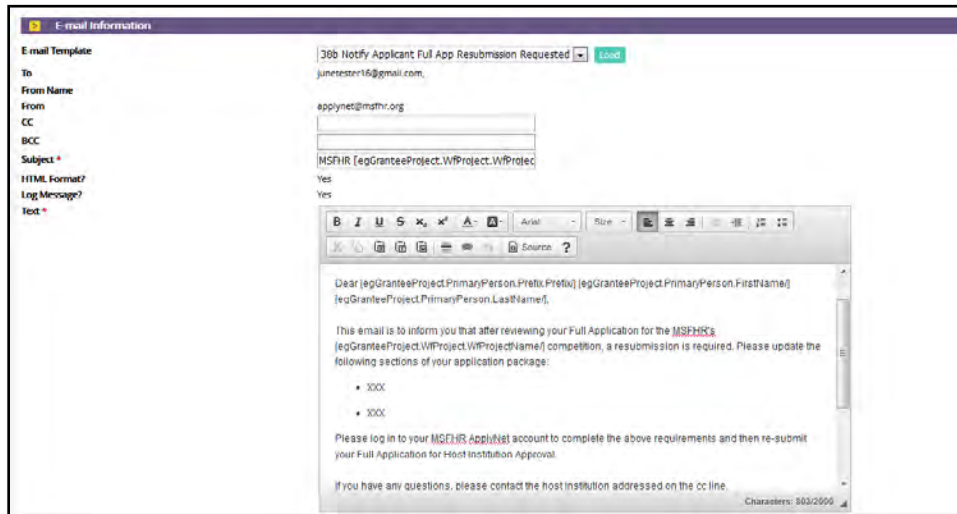 E-mail Information
E-mail Template 38b Notify Applicant Full App Resubmission Requested Load
To junetester16@gmail.com,
From Name
From applynet@msfhr.org
CC
BCC
Subject * MSFHR [egGranteeProject.WfProject.WfProjec
HTML Format? Yes
Log Message? Yes
Text *
B I U S x₂ x² A A Arial Size
Source ?
Dear [egGranteeProject.PrimaryPerson.Prefix.Prefix/] [egGranteeProject.PrimaryPerson.FirstName/]
[egGranteeProject.PrimaryPerson.LastName/],
This email is to inform you that after reviewing your Full Application for the MSFHR's
[egGranteeProject.WfProject.WfProjectName/] competition, a resubmission is required. Please update the
following sections of your application package:
• XXX
• XXX
Please log in to your MSFHR ApplyNet account to complete the above requirements and then re-submit
your Full Application for Host Institution Approval.
If you have any questions, please contact the host institution addressed on the cc line.
Characters: 803/2000